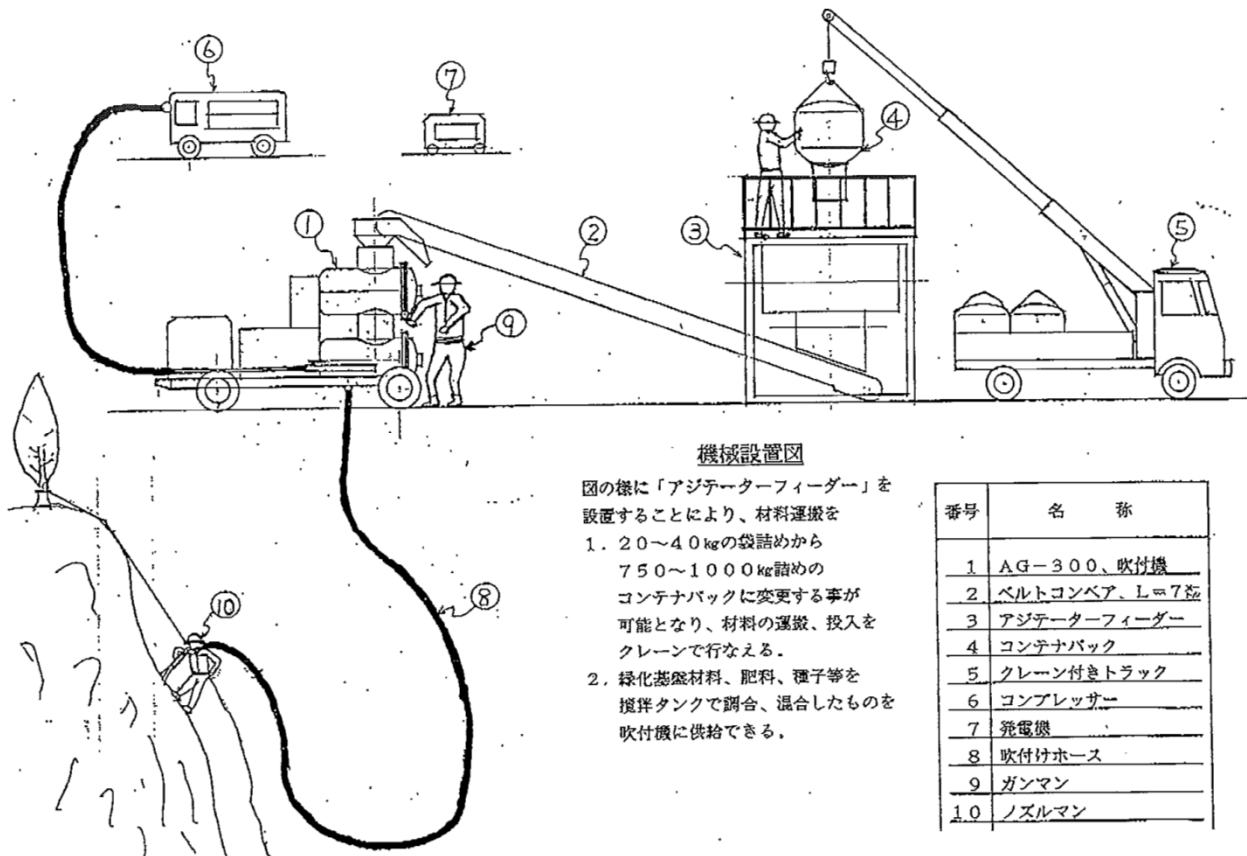 ⑥
⑦
④
①
②
③
⑤
⑨
⑧
⑩
機械設置図
図の様に「アジテーターフィーダー」を
設置することにより、材料運搬を
1．20～40㎏の袋詰めから
750～1000㎏詰めの
コンテナパックに変更する事が
可能となり、材料の運搬、投入を
クレーンで行なえる．
2．緑化基盤材料、肥料、種子等を
攪拌タンクで調合、混合したものを
吹付機に供給できる．
番号 名 称
1 AG－300、吹付機
2 ベルトコンベア、L＝7㍍
3 アジテーターフィーダー
4 コンテナパック
5 クレーン付きトラック
6 コンプレッサー
7 発電機
8 吹付けホース
9 ガンマン
10 ノズルマン